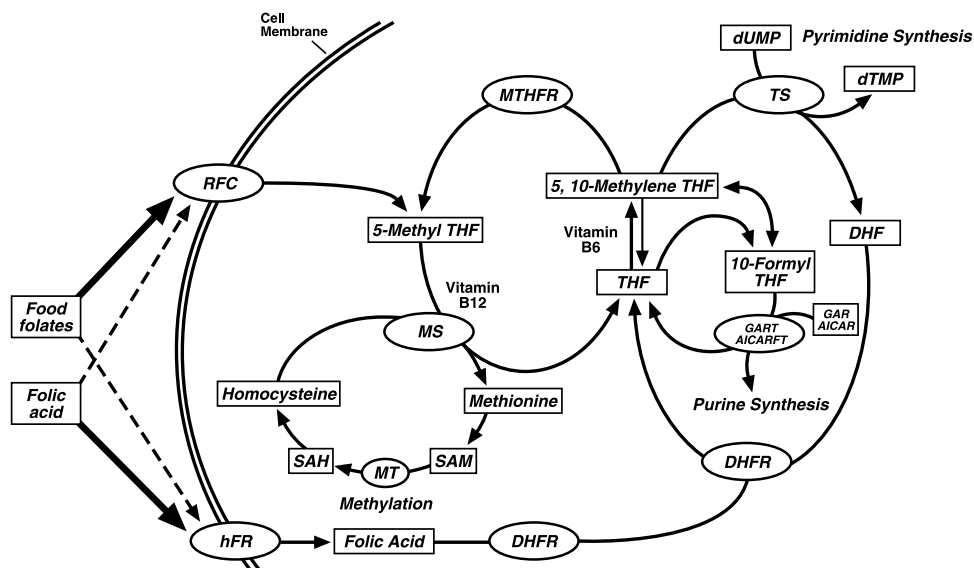 Cell
Membrane
dUMP
Pyrimidine Synthesis
dTMP
MTHFR
TS
RFC
5, 10-Methylene THF
5-Methyl THF
Vitamin
B6
DHF
10-Formyl
THF
THF
Vitamin
B12
Food
folates
MS
GART
AICARFT
GAR
AICAR
Folic
acid
Homocysteine
Methionine
Purine Synthesis
SAH
MT
SAM
DHFR
Methylation
hFR
Folic Acid
DHFR